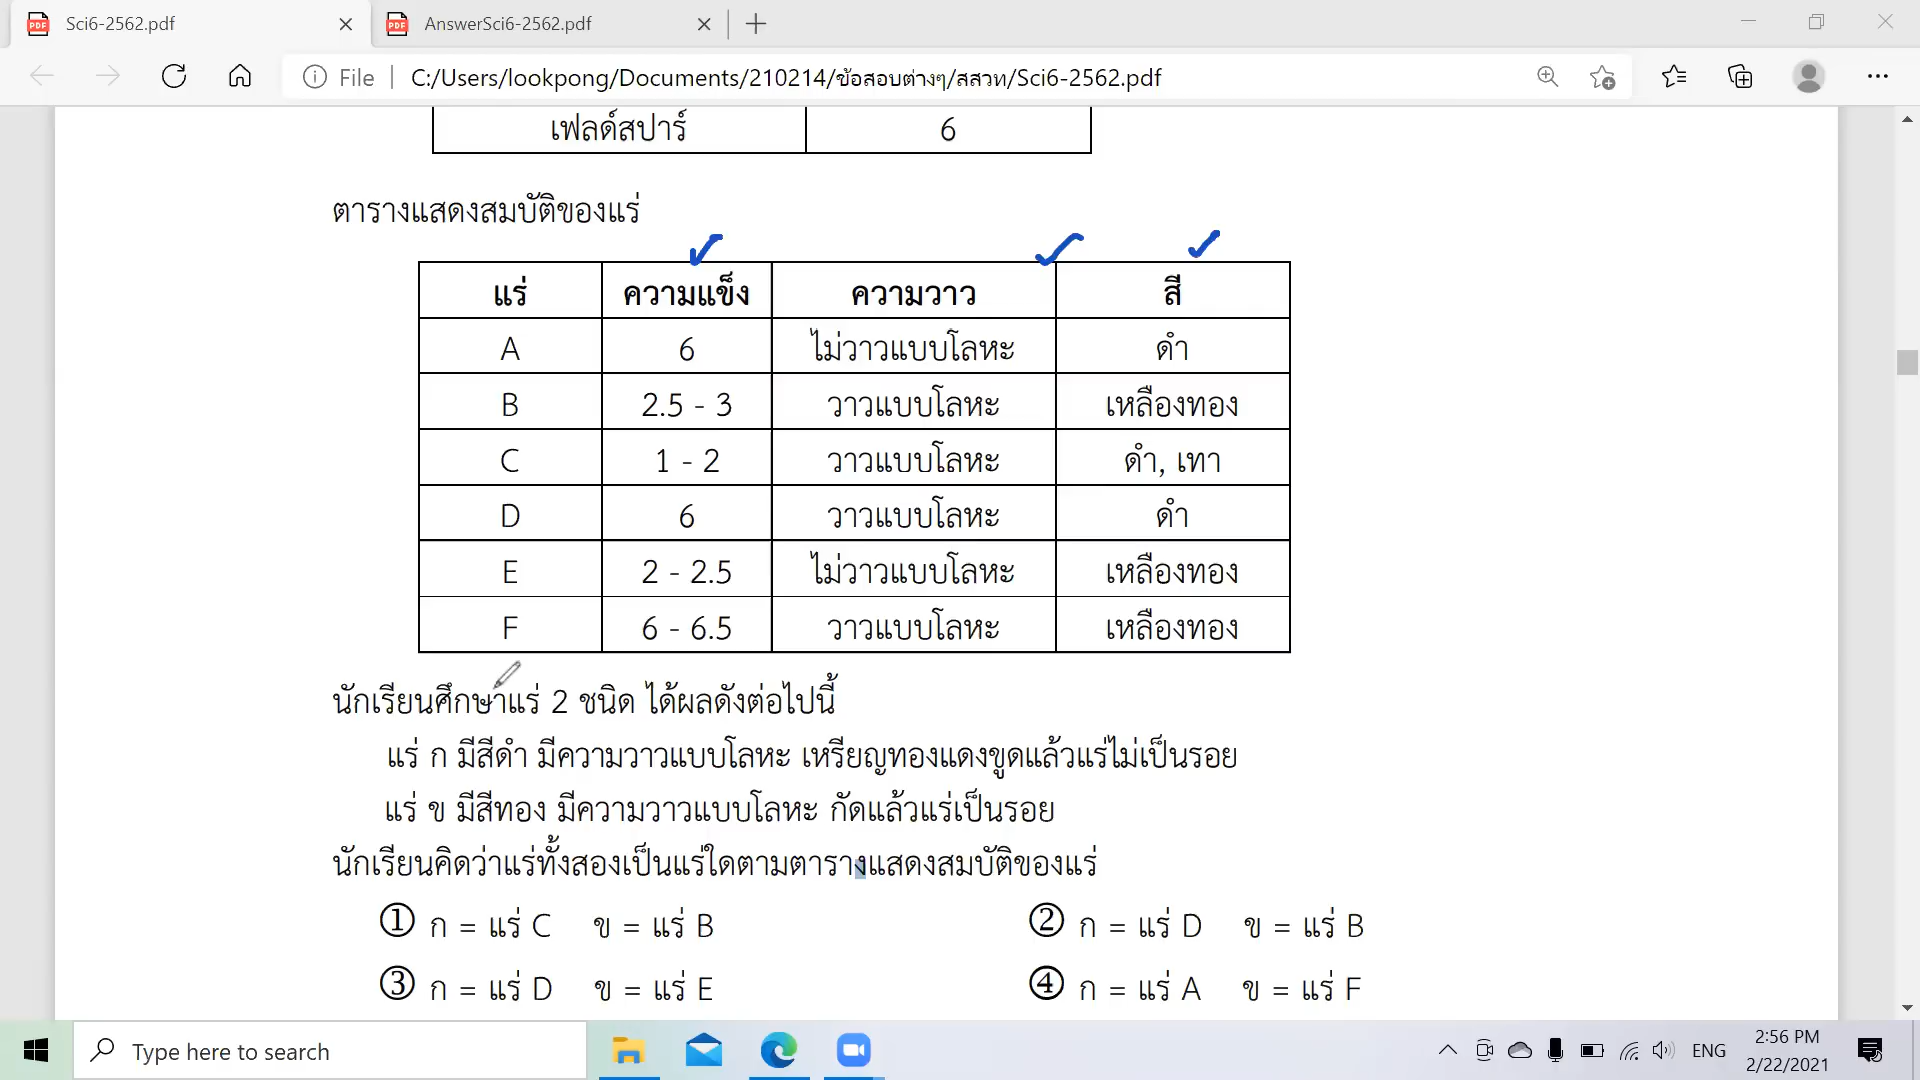 Sci6-2562.pdf
AnswerSci6-2562.pdf
File
C:/Users/lookpong/Documents/210214/ข้อสอบต่างๆ/สสวท/Sci6-2562.pdf
เฟลด์สปาร์ 6
ตารางแสดงสมบัติของแร่
แร่ ความแข็ง ความวาว สี
A 6 ไม่วาวแบบโลหะ ดำ
B 2.5 - 3 วาวแบบโลหะ เหลืองทอง
C 1 - 2 วาวแบบโลหะ ดำ, เทา
D 6 วาวแบบโลหะ ดำ
E 2 - 2.5 ไม่วาวแบบโลหะ เหลืองทอง
F 6 - 6.5 วาวแบบโลหะ เหลืองทอง
นักเรียนศึกษาแร่ 2 ชนิด ได้ผลดังต่อไปนี้
แร่ ก มีสีดำ มีความวาวแบบโลหะ เหรียญทองแดงขูดแล้วแร่ไม่เป็นรอย
แร่ ข มีสีทอง มีความวาวแบบโลหะ กัดแล้วแร่เป็นรอย
นักเรียนคิดว่าแร่ทั้งสองเป็นแร่ใดตามตารางแสดงสมบัติของแร่
① ก = แร่ C ข = แร่ B
② ก = แร่ D ข = แร่ B
③ ก = แร่ D ข = แร่ E
④ ก = แร่ A ข = แร่ F
Type here to search
ENG
2:56 PM
2/22/2021